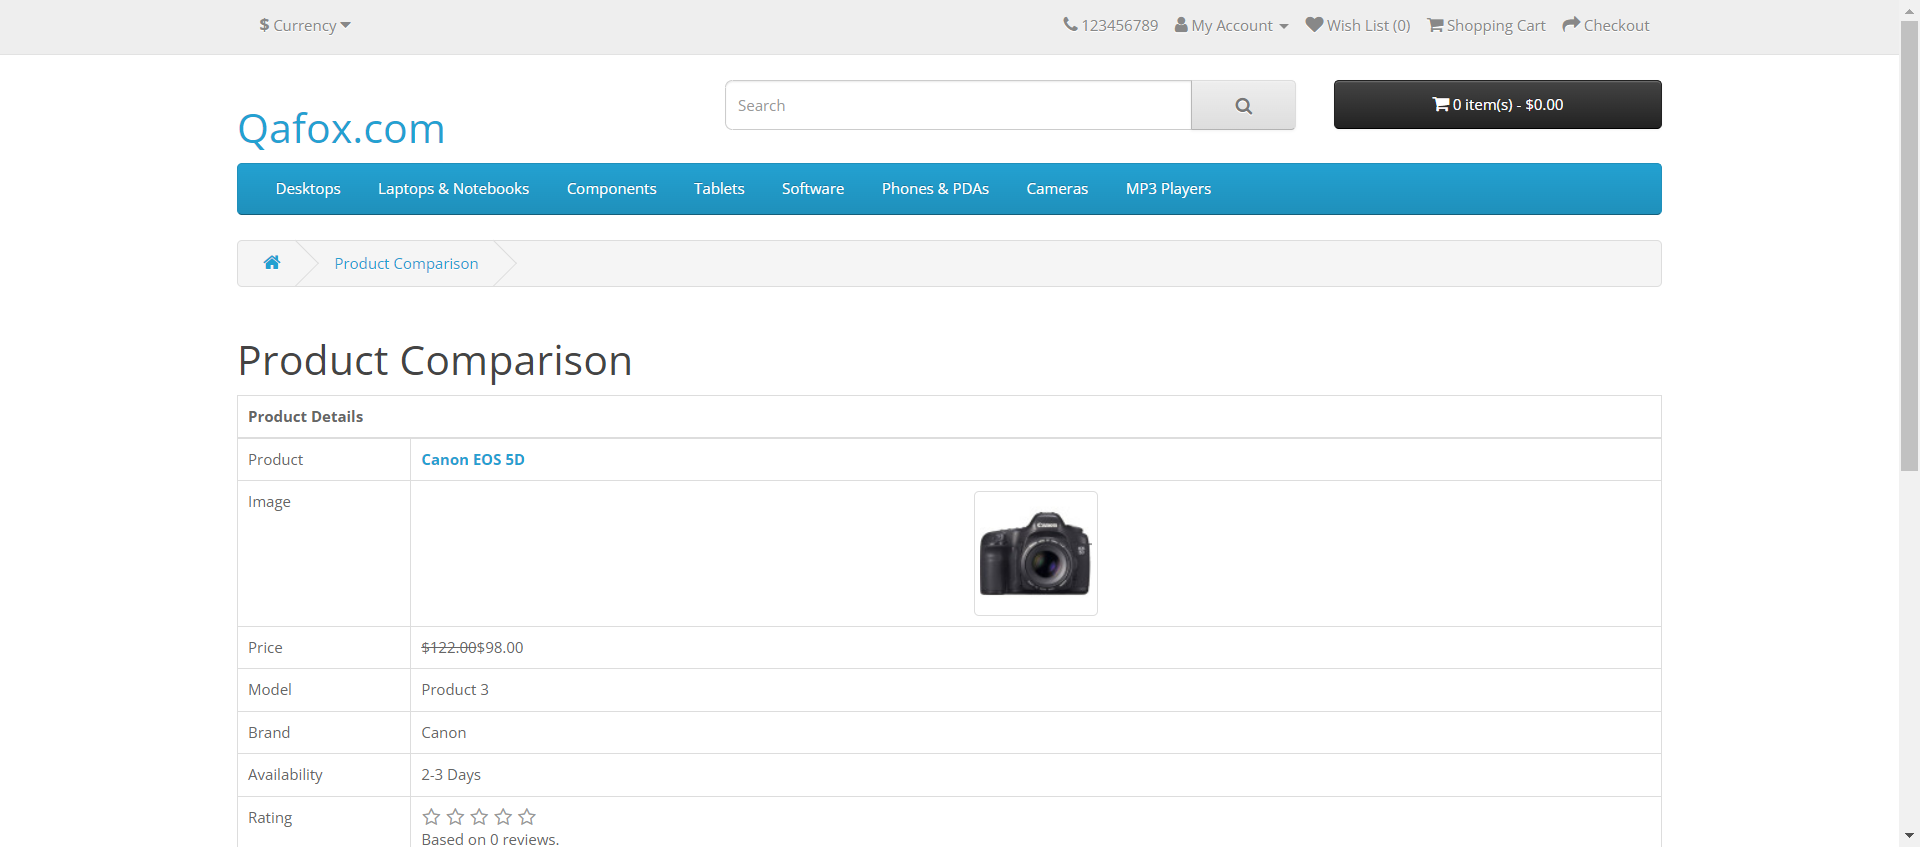 $ Currency
123456789 My Account Wish List (0) Shopping Cart Checkout
Qafox.com
Search
0 item(s) - $0.00
Desktops Laptops & Notebooks Components Tablets Software Phones & PDAs Cameras MP3 Players
Product Comparison
Product Comparison
Product Details
Product Canon EOS 5D
Image
Canon
Price $122.00$98.00
Model Product 3
Brand Canon
Availability 2-3 Days
Rating
Based on 0 reviews.